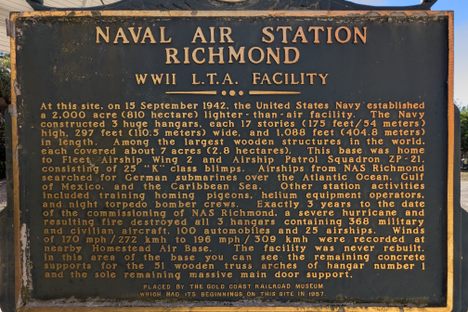 NAVAL AIR STATION
RICHMOND
WWII L.T.A. FACILITY
At this site, on 15 September 1942, the United States Navy established
a 2,000 acre (810 hectare) lighter-than-air facility. The Navy
constructed 3 huge hangars, each 17 stories (175 feet/54 meters)
high, 297 feet (110.5 meters) wide, and 1,088 feet (404.8 meters)
in length. Among the largest wooden structures in the world,
each covered about 7 acres (2.8 hectares). This base was home
to Fleet Airship Wing 2 and Airship Patrol Squadron ZP-21,
consisting of 25 "K" class blimps. Airships from NAS Richmond
searched for German submarines over the Atlantic Ocean, Gulf
of Mexico, and the Caribbean Sea. Other station activities
included training homing pigeons, helium equipment operators,
and night torpedo bomber crews. Exactly 3 years to the date
of the commissioning of NAS Richmond, a severe hurricane and
resulting fire destroyed all 3 hangars containing 368 military
and civilian aircraft, 100 automobiles and 25 airships. Winds
of 170 mph/272 kmh to 196 mph/309 kmh were recorded at
nearby Homestead Air Base. The facility was never rebuilt,
in this area of the base you can see the remaining concrete
supports for the 51 wooden truss arches of hangar number 1
and the sole remaining massive main door support.
PLACED BY THE GOLD COAST RAILROAD MUSEUM
WHICH HAD ITS BEGINNINGS ON THIS SITE IN 1957.